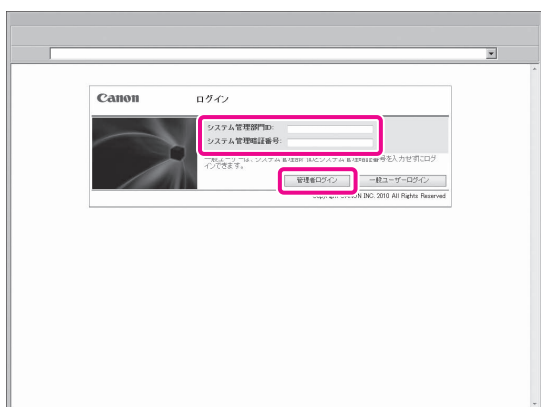 Canon
ログイン
システム管理部門ID:
システム管理暗証番号:
一般ユーザーは、システム管理部門IDとシステム管理暗証番号を入力せずにログ
インできます。
管理者ログイン
一般ユーザーログイン
Copyright CANON INC. 2010 All Rights Reserved